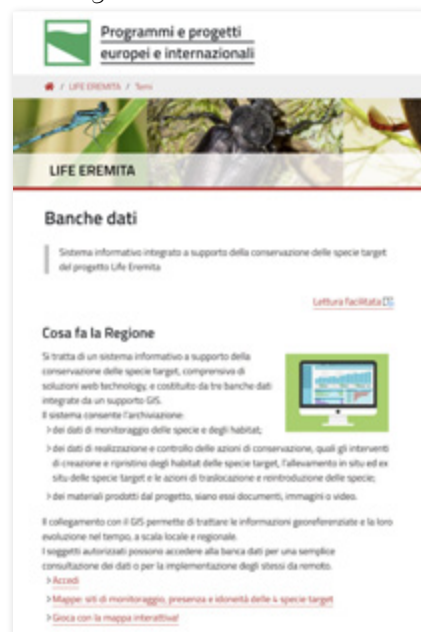 Programmi e progetti
europei e internazionali
/ LIFE EREMITA / Temi
LIFE EREMITA
Banche dati
Sistema informativo integrato a supporto della conservazione delle specie target
del progetto Life Eremita
Lettura facilitata
Cosa fa la Regione
Si tratta di un sistema informativo a supporto della
conservazione delle specie target, comprensivo di
soluzioni web technology, e costituito da tre banche dati
integrate da un supporto GIS.
Il sistema consente l'archiviazione:
> dei dati di monitoraggio delle specie e degli habitat;
> dei dati di realizzazione e controllo delle azioni di conservazione, quali gli interventi
di creazione e ripristino degli habitat delle specie target, l'allevamento in situ ed ex
situ delle specie target e le azioni di traslocazione e reintroduzione delle specie;
> dei materiali prodotti dal progetto, siano essi documenti, immagini o video.
Il collegamento con il GIS permette di trattare le informazioni georeferenziate e la loro
evoluzione nel tempo, a scala locale e regionale.
I soggetti autorizzati possono accedere alla banca dati per una semplice
consultazione dei dati o per la implementazione degli stessi da remoto.
> Accedi
> Mappe: siti di monitoraggio, presenza e idoneità delle 4 specie target
> Gioca con la mappa interattiva!